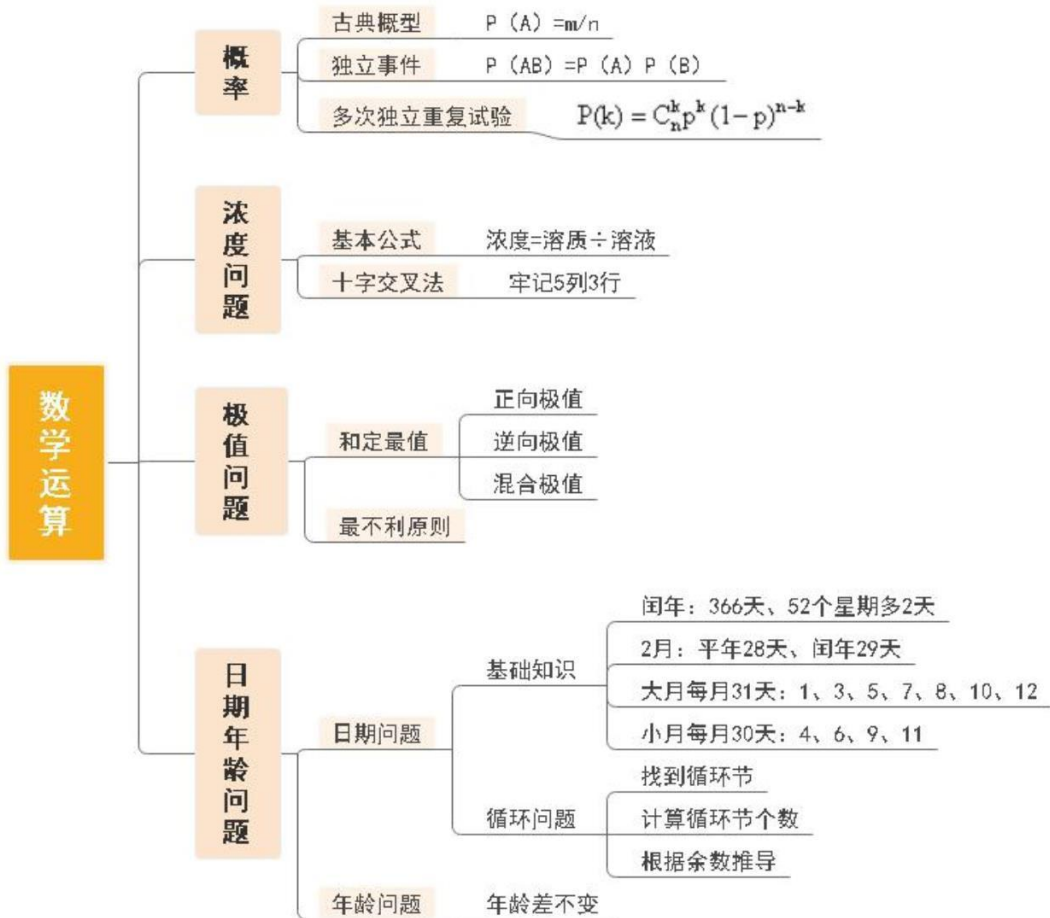 数学运算
概率
古典概型 P（A）=m/n
独立事件 P（AB）=P（A）P（B）
多次独立重复试验 P(k) = C_n^k p^k (1-p)^{n-k}
浓度问题
基本公式 浓度=溶质÷溶液
十字交叉法 牢记5列3行
极值问题
和定最值
正向极值
逆向极值
混合极值
最不利原则
日期年龄问题
日期问题
基础知识
闰年：366天、52个星期多2天
2月：平年28天、闰年29天
大月每月31天：1、3、5、7、8、10、12
小月每月30天：4、6、9、11
循环问题
找到循环节
计算循环节个数
根据余数推导
年龄问题 年龄差不变